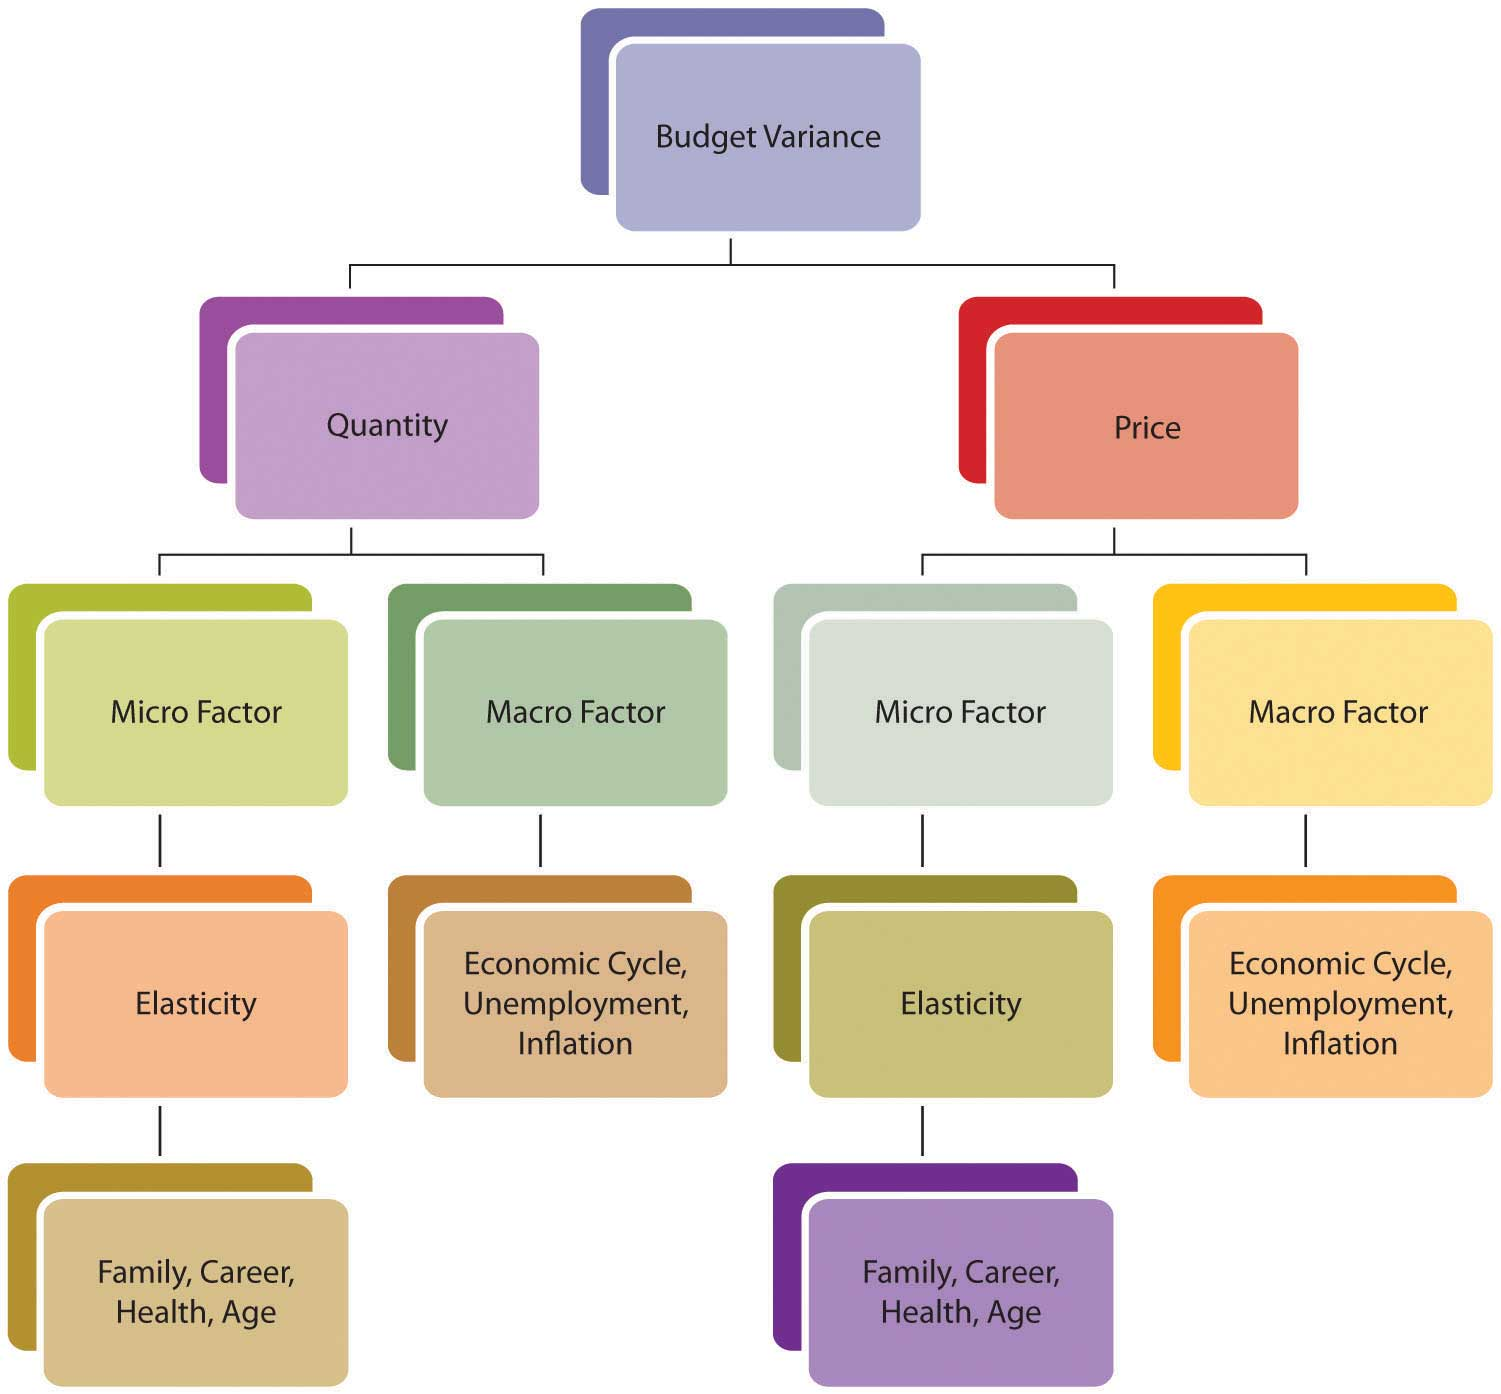 Budget Variance
Quantity
Price
Micro Factor
Macro Factor
Micro Factor
Macro Factor
Elasticity
Economic Cycle,
Unemployment,
Inflation
Elasticity
Economic Cycle,
Unemployment,
Inflation
Family, Career,
Health, Age
Family, Career,
Health, Age